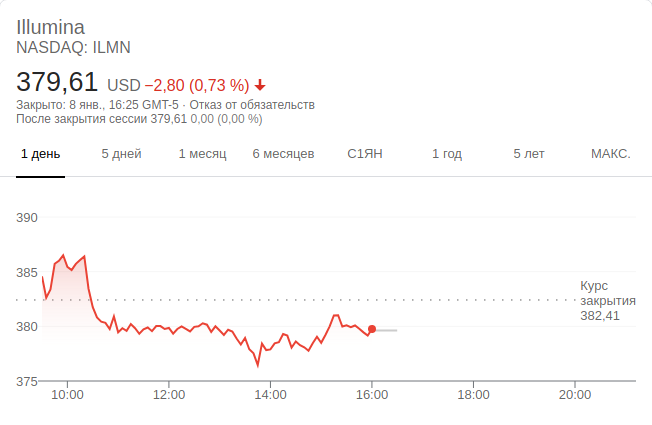 Illumina
NASDAQ: ILMN
379,61 USD −2,80 (0,73 %)
Закрыто: 8 янв., 16:25 GMT-5 · Отказ от обязательств
После закрытия сессии 379,61 0,00 (0,00 %)
1 день 5 дней 1 месяц 6 месяцев С1ЯН 1 год 5 лет МАКС.
390
385
Курс
закрытия
382,41
380
375
10:00 12:00 14:00 16:00 18:00 20:00